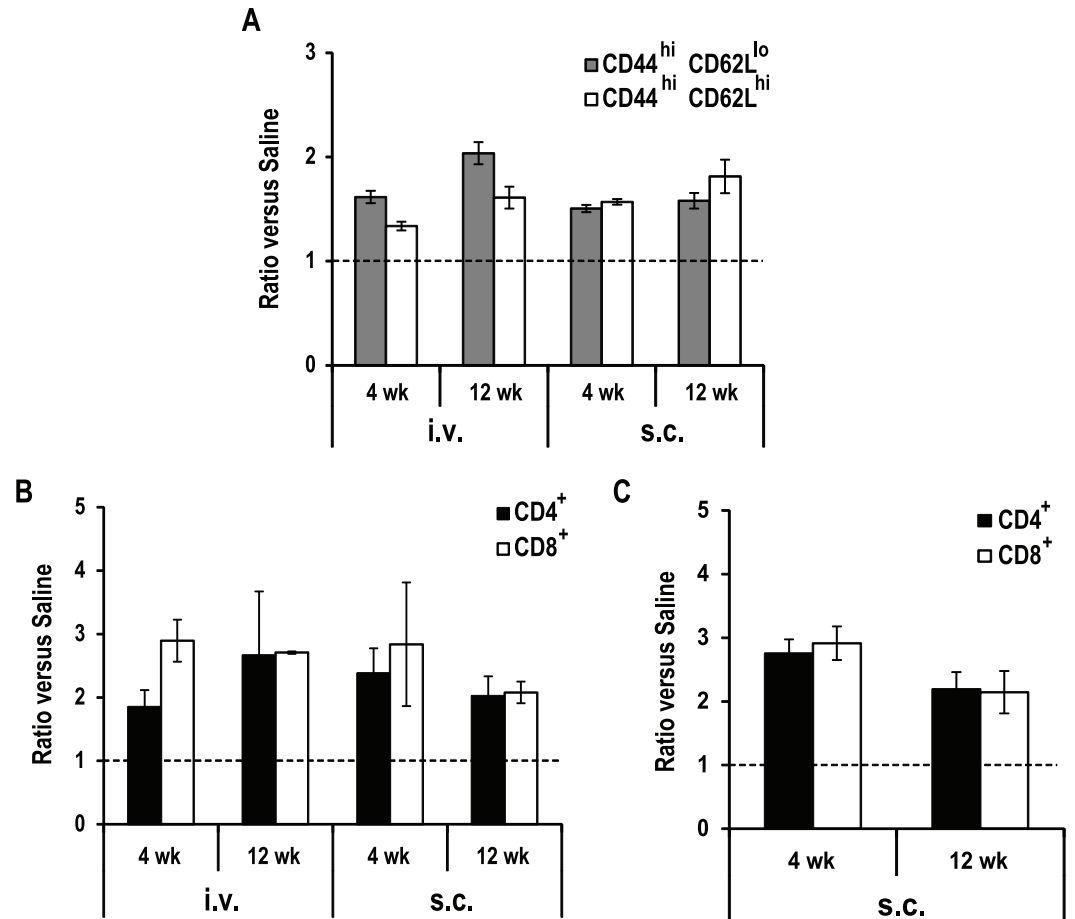 A
Ratio versus Saline
3
2
1
0
CD44hi CD62Llo
CD44hi CD62Lhi
4 wk 12 wk 4 wk 12 wk
i.v. s.c.
B
Ratio versus Saline
5
4
3
2
1
0
CD4+
CD8+
4 wk 12 wk 4 wk 12 wk
i.v. s.c.
C
Ratio versus Saline
5
4
3
2
1
0
CD4+
CD8+
4 wk 12 wk
s.c.